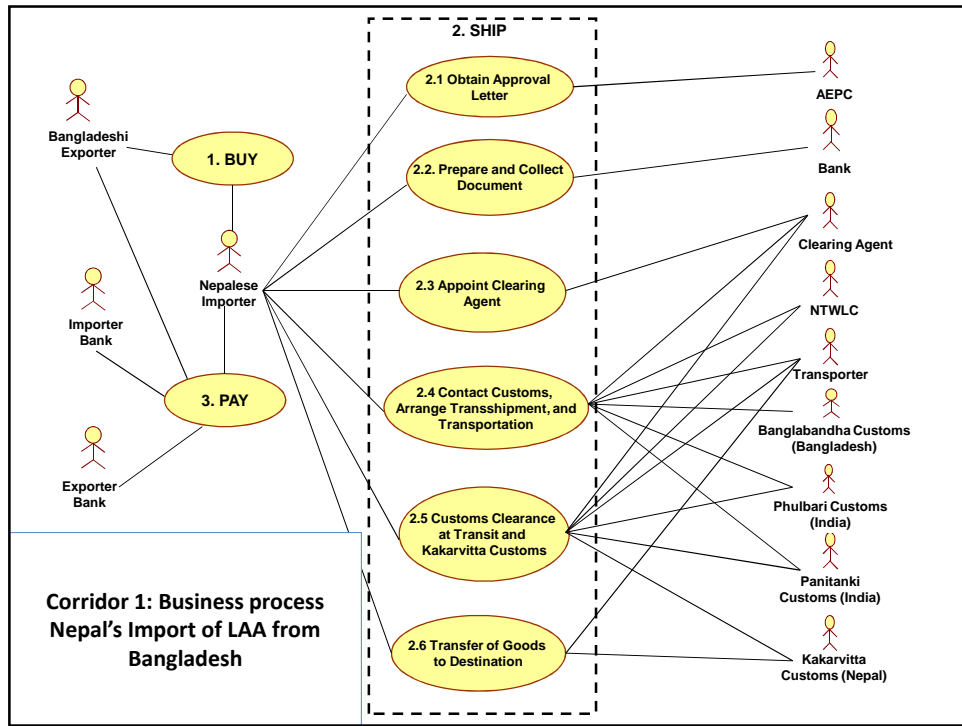 2. SHIP
2.1 Obtain Approval
Letter
AEPC
Bangladeshi
Exporter
1. BUY
2.2. Prepare and Collect
Document
Bank
Nepalese
Importer
2.3 Appoint Clearing
Agent
Clearing Agent
Importer
Bank
NTWLC
3. PAY
2.4 Contact Customs,
Arrange Transshipment, and
Transportation
Transporter
Banglabandha Customs
(Bangladesh)
Exporter
Bank
Phulbari Customs
(India)
2.5 Customs Clearance
at Transit and
Kakarvitta Customs
Panitanki
Customs (India)
Corridor 1: Business process
Nepal's Import of LAA from
Bangladesh
2.6 Transfer of Goods
to Destination
Kakarvitta
Customs (Nepal)